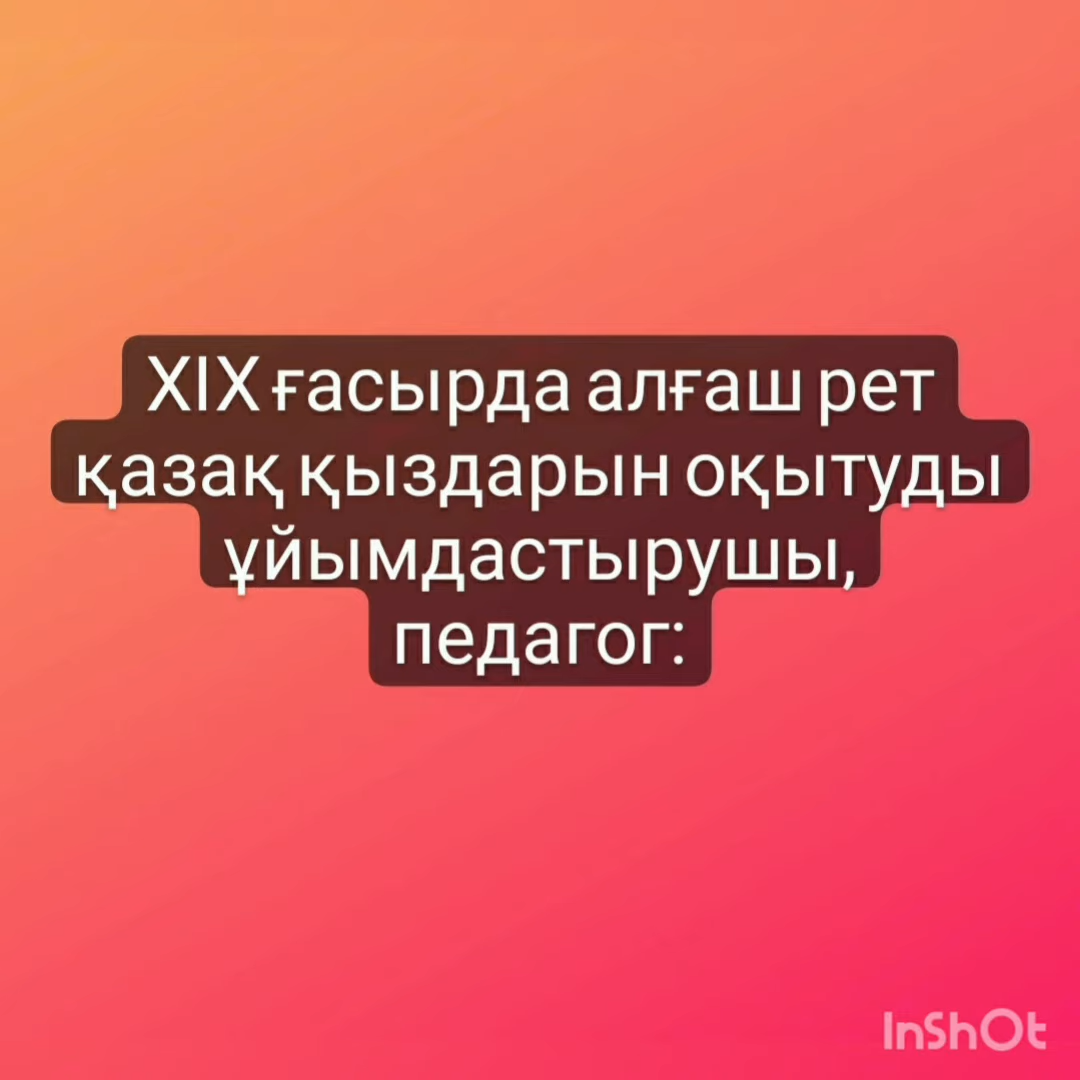 XIX ғасырда алғаш рет
қазақ қыздарын оқытуды
ұйымдастырушы,
педагог:
InShOt